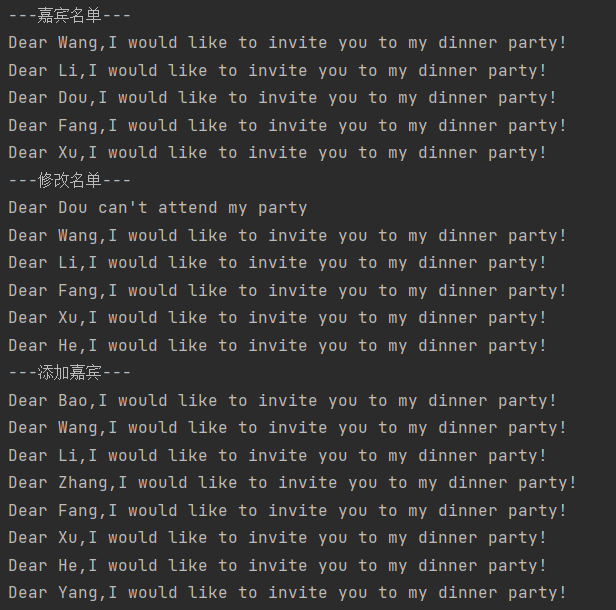 ---嘉宾名单---
Dear Wang,I would like to invite you to my dinner party!
Dear Li,I would like to invite you to my dinner party!
Dear Dou,I would like to invite you to my dinner party!
Dear Fang,I would like to invite you to my dinner party!
Dear Xu,I would like to invite you to my dinner party!
---修改名单---
Dear Dou can't attend my party
Dear Wang,I would like to invite you to my dinner party!
Dear Li,I would like to invite you to my dinner party!
Dear Fang,I would like to invite you to my dinner party!
Dear Xu,I would like to invite you to my dinner party!
Dear He,I would like to invite you to my dinner party!
---添加嘉宾---
Dear Bao,I would like to invite you to my dinner party!
Dear Wang,I would like to invite you to my dinner party!
Dear Li,I would like to invite you to my dinner party!
Dear Zhang,I would like to invite you to my dinner party!
Dear Fang,I would like to invite you to my dinner party!
Dear Xu,I would like to invite you to my dinner party!
Dear He,I would like to invite you to my dinner party!
Dear Yang,I would like to invite you to my dinner party!